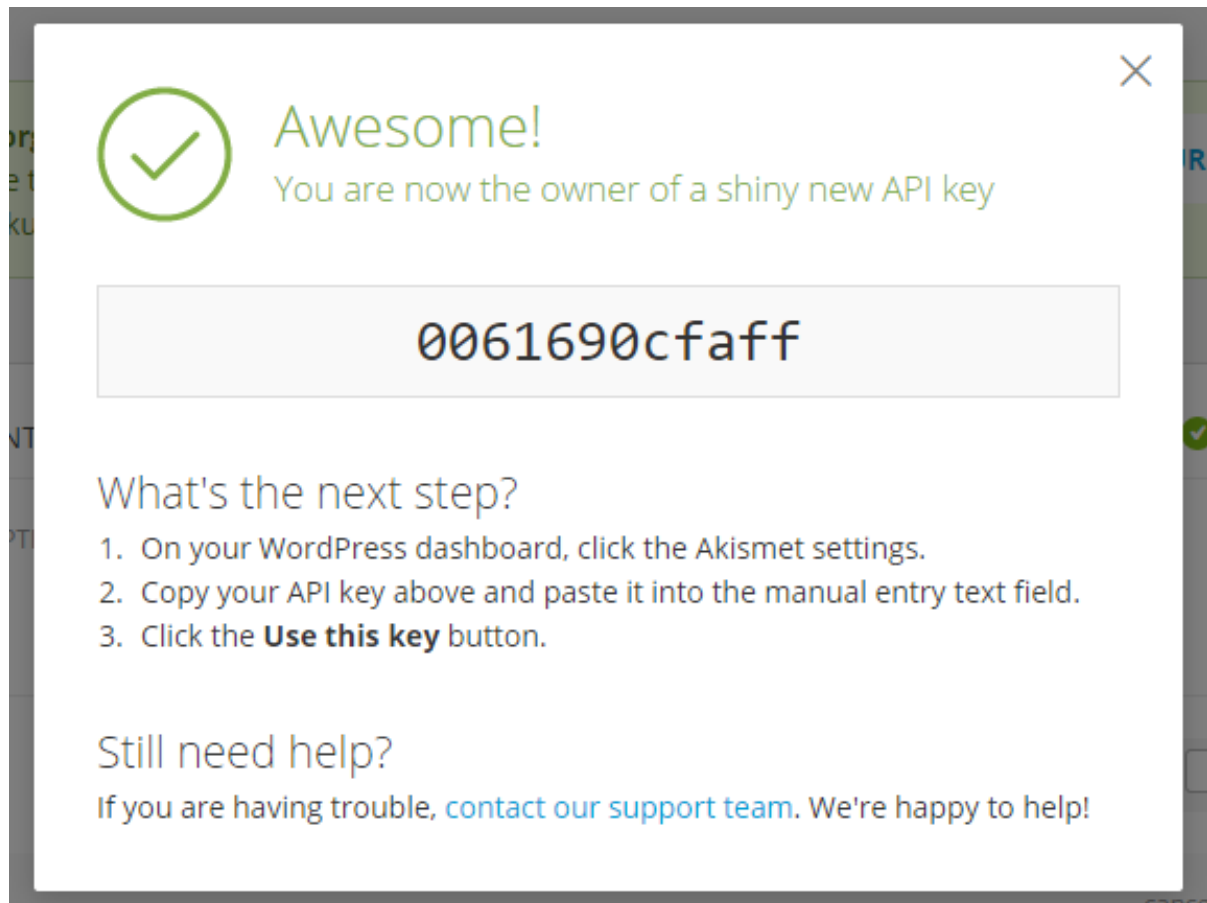 Awesome!
You are now the owner of a shiny new API key
0061690cfaff
What's the next step?
1. On your WordPress dashboard, click the Akismet settings.
2. Copy your API key above and paste it into the manual entry text field.
3. Click the Use this key button.
Still need help?
If you are having trouble, contact our support team. We're happy to help!